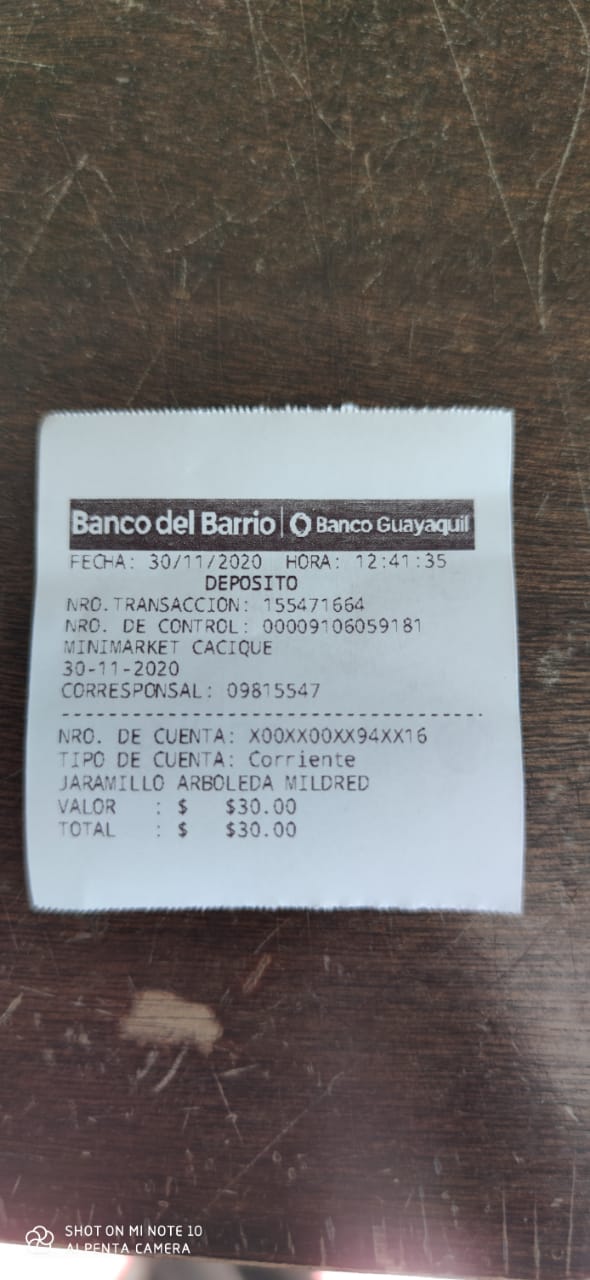 Banco del Barrio | Banco Guayaquil
FECHA: 30/11/2020 HORA: 12:41:35
DEPOSITO
NRO.TRANSACCION: 155471664
NRO. DE CONTROL: 00009106059181
MINIMARKET CACIQUE
30-11-2020
CORRESPONSAL: 09815547
NRO. DE CUENTA: X00XX00XX94XX16
TIPO DE CUENTA: Corriente
JARAMILLO ARBOLEDA MILDRED
VALOR : $ $30.00
TOTAL : $ $30.00
SHOT ON MI NOTE 10
AL PENTA CAMERA